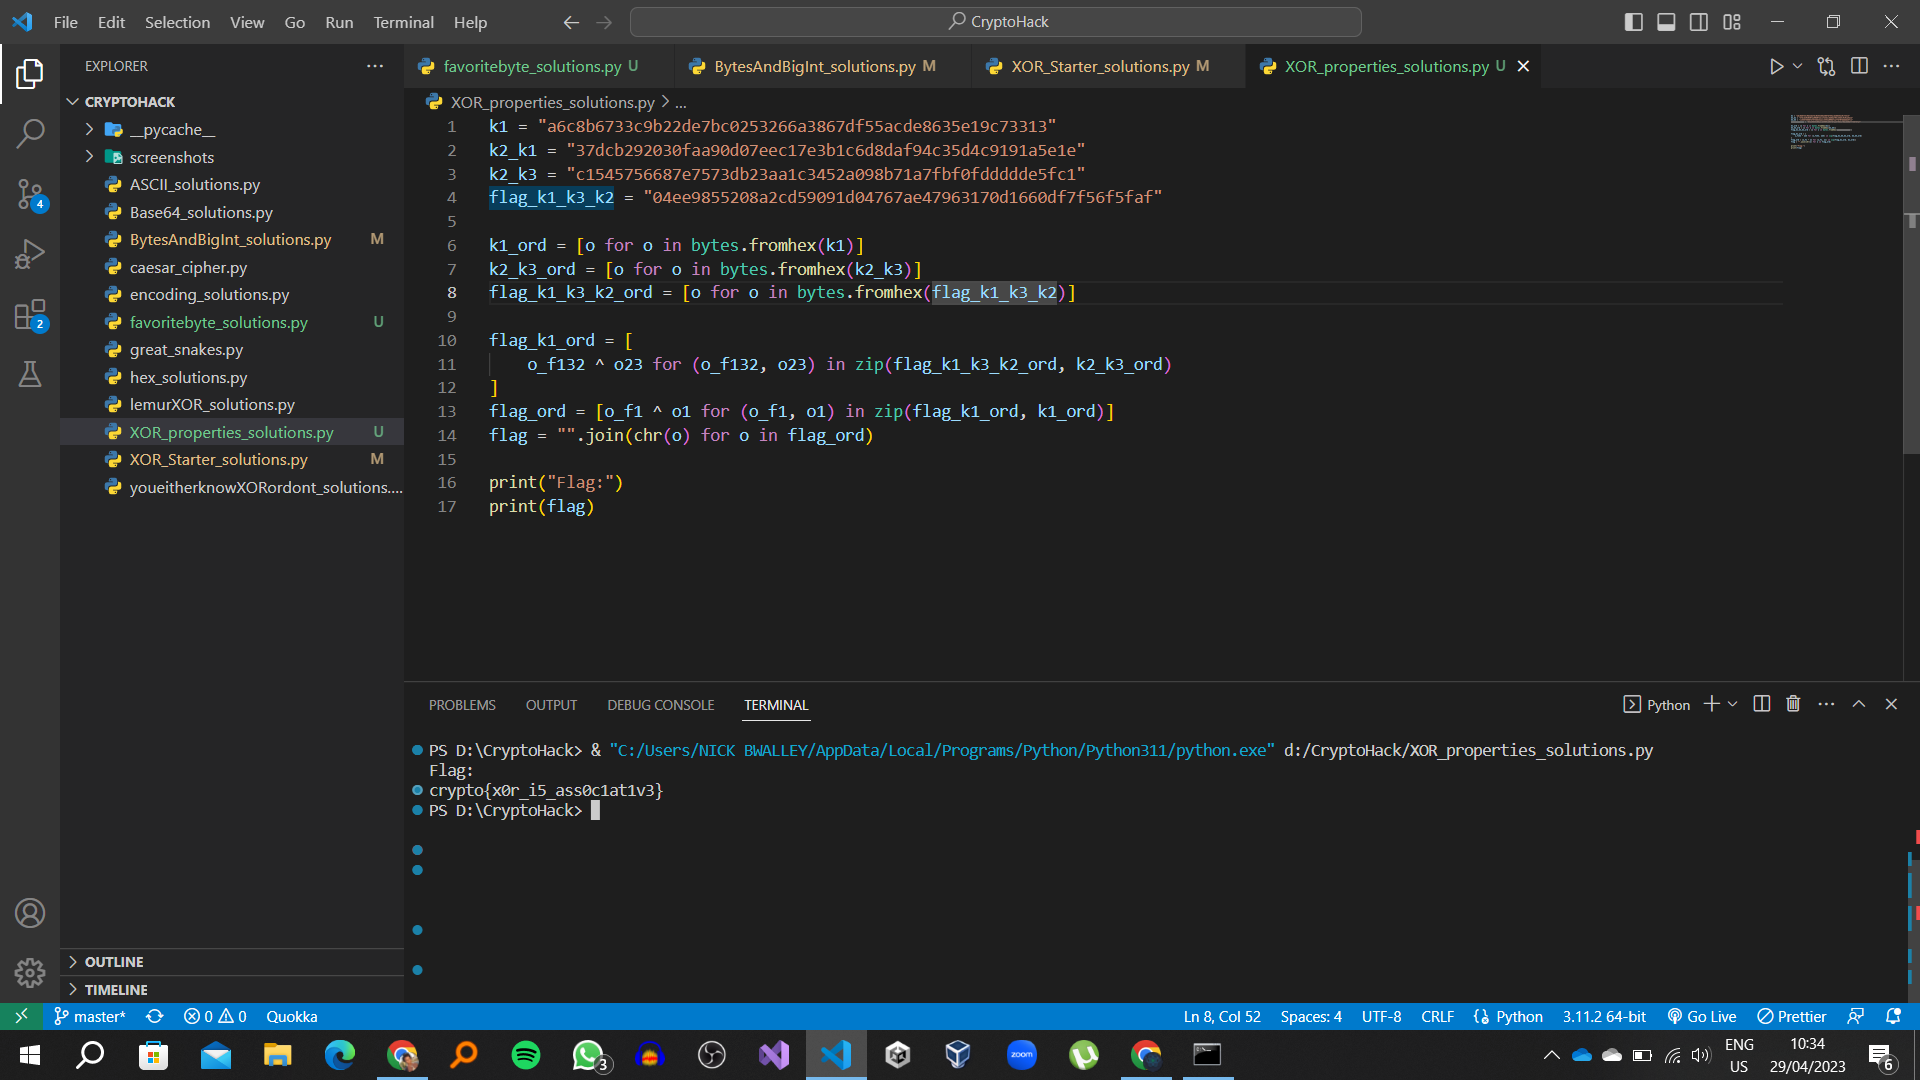 File Edit Selection View Go Run Terminal Help
CryptoHack
EXPLORER
CRYPTOHACK
__pycache__
screenshots
ASCII_solutions.py
Base64_solutions.py
BytesAndBigInt_solutions.py M
caesar_cipher.py
encoding_solutions.py
favoritebyte_solutions.py U
great_snakes.py
hex_solutions.py
lemurXOR_solutions.py
XOR_properties_solutions.py U
XOR_Starter_solutions.py M
youeitherknowXORordont_solutions....
OUTLINE
TIMELINE
4
2
favoritebyte_solutions.py U BytesAndBigInt_solutions.py M XOR_Starter_solutions.py M XOR_properties_solutions.py U
XOR_properties_solutions.py > ...
1 k1 = "a6c8b6733c9b22de7bc0253266a3867df55acde8635e19c73313"
2 k2_k1 = "37dcb292030faa90d07eec17e3b1c6d8daf94c35d4c9191a5e1e"
3 k2_k3 = "c1545756687e7573db23aa1c3452a098b71a7fbf0fddddde5fc1"
4 flag_k1_k3_k2 = "04ee9855208a2cd59091d04767ae47963170d1660df7f56f5faf"
5
6 k1_ord = [o for o in bytes.fromhex(k1)]
7 k2_k3_ord = [o for o in bytes.fromhex(k2_k3)]
8 flag_k1_k3_k2_ord = [o for o in bytes.fromhex(flag_k1_k3_k2)]
9
10 flag_k1_ord = [
11 o_f132 ^ o23 for (o_f132, o23) in zip(flag_k1_k3_k2_ord, k2_k3_ord)
12 ]
13 flag_ord = [o_f1 ^ o1 for (o_f1, o1) in zip(flag_k1_ord, k1_ord)]
14 flag = "".join(chr(o) for o in flag_ord)
15
16 print("Flag:")
17 print(flag)
PROBLEMS OUTPUT DEBUG CONSOLE TERMINAL
Python
PS D:\CryptoHack> & "C:/Users/NICK BWALLEY/AppData/Local/Programs/Python/Python311/python.exe" d:/CryptoHack/XOR_properties_solutions.py
Flag:
crypto{x0r_i5_ass0c1at1v3}
PS D:\CryptoHack>
master* 0 0 Quokka
Ln 8, Col 52 Spaces: 4 UTF-8 CRLF Python 3.11.2 64-bit Go Live Prettier
3
zoom
ENG
US
10:34
29/04/2023
6